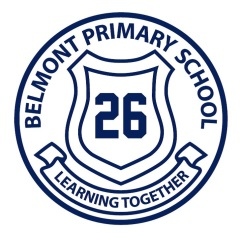 BELMONT PRIMARY SCHOOL
26
LEARNING TOGETHER